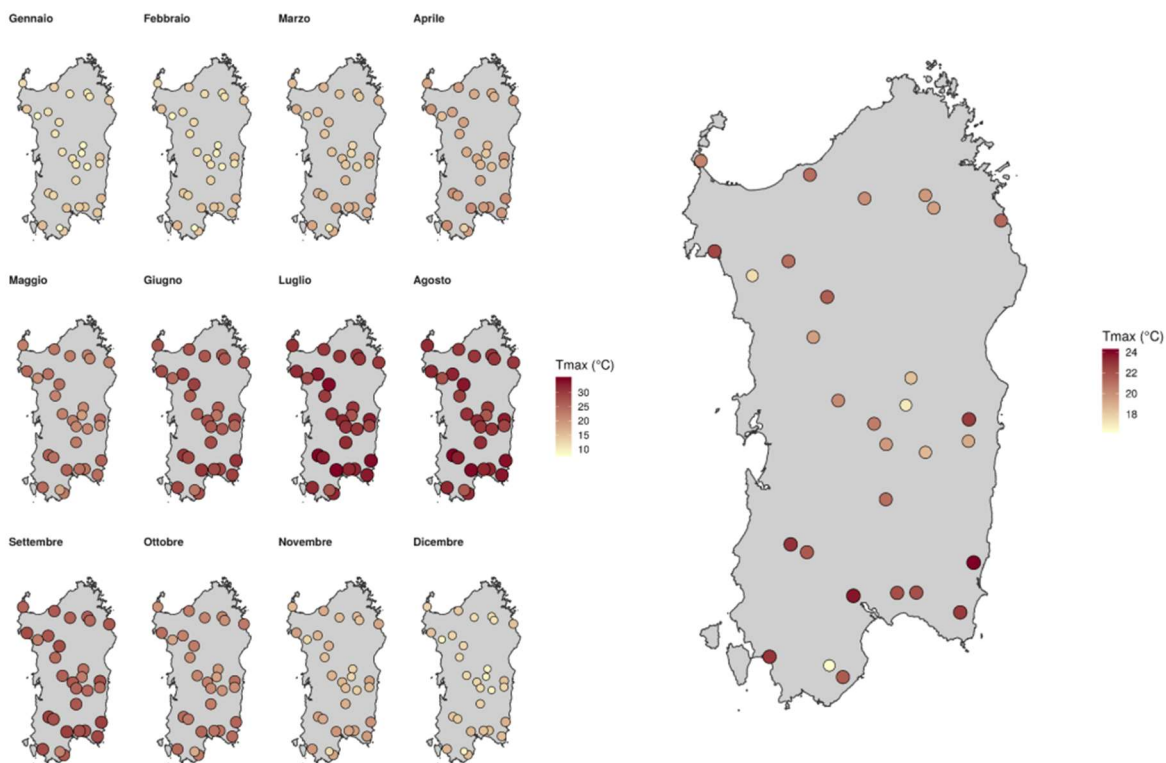 Gennaio Febbraio Marzo Aprile
Maggio Giugno Luglio Agosto
Tmax (°C)
30
25
20
15
10
Settembre Ottobre Novembre Dicembre
Tmax (°C)
24
22
20
18